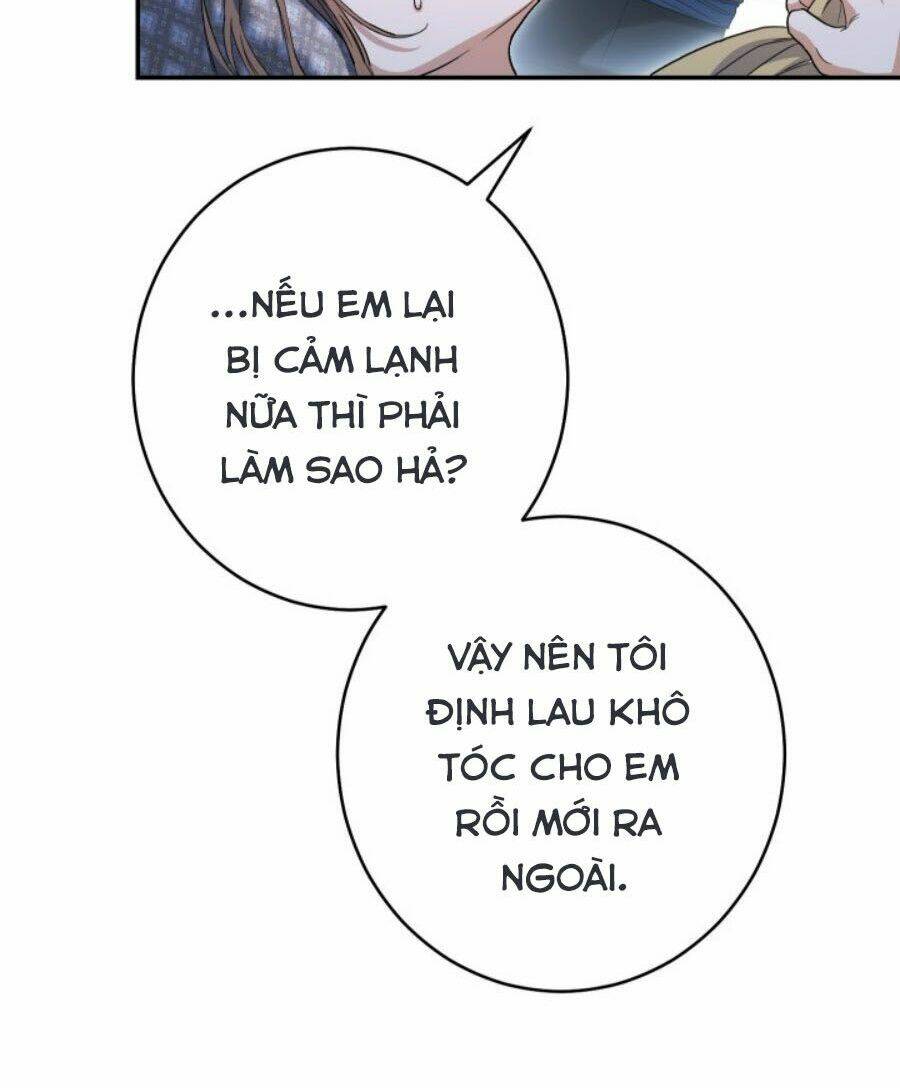 ...NẾU EM LẠI
BỊ CẢM LẠNH
NỮA THÌ PHẢI
LÀM SAO HẢ?
VẬY NÊN TÔI
ĐỊNH LAU KHÔ
TÓC CHO EM
RỒI MỚI RA
NGOÀI.